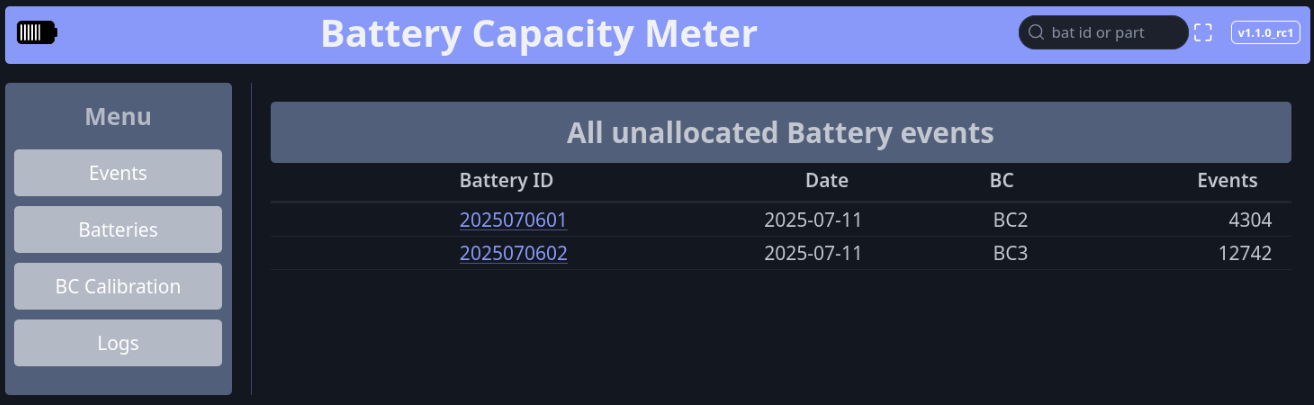 Battery Capacity Meter
bat id or part
v1.1.0_rc1
Menu
Events
Batteries
BC Calibration
Logs
All unallocated Battery events
Battery ID Date BC Events
2025070601 2025-07-11 BC2 4304
2025070602 2025-07-11 BC3 12742